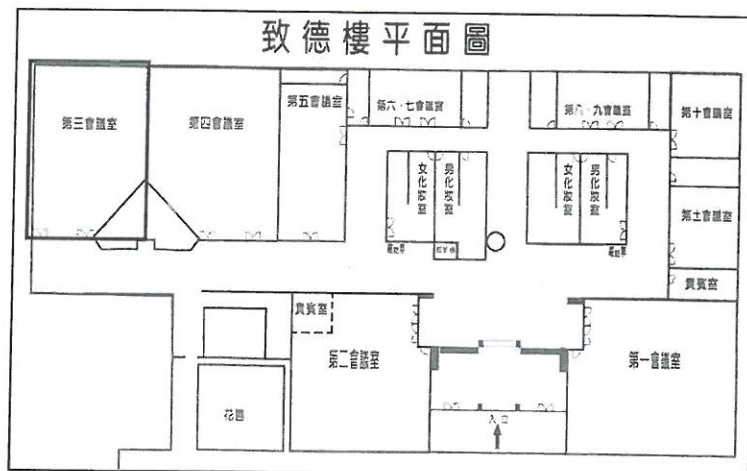 致德樓平面圖
第三會議室
第四會議室
第五會議室
第六、七會議室
第八、九會議室
第十會議室
女化妝室
男化妝室
女化妝室
男化妝室
第十一會議室
貴賓室
貴賓室
第二會議室
第一會議室
花園
入口